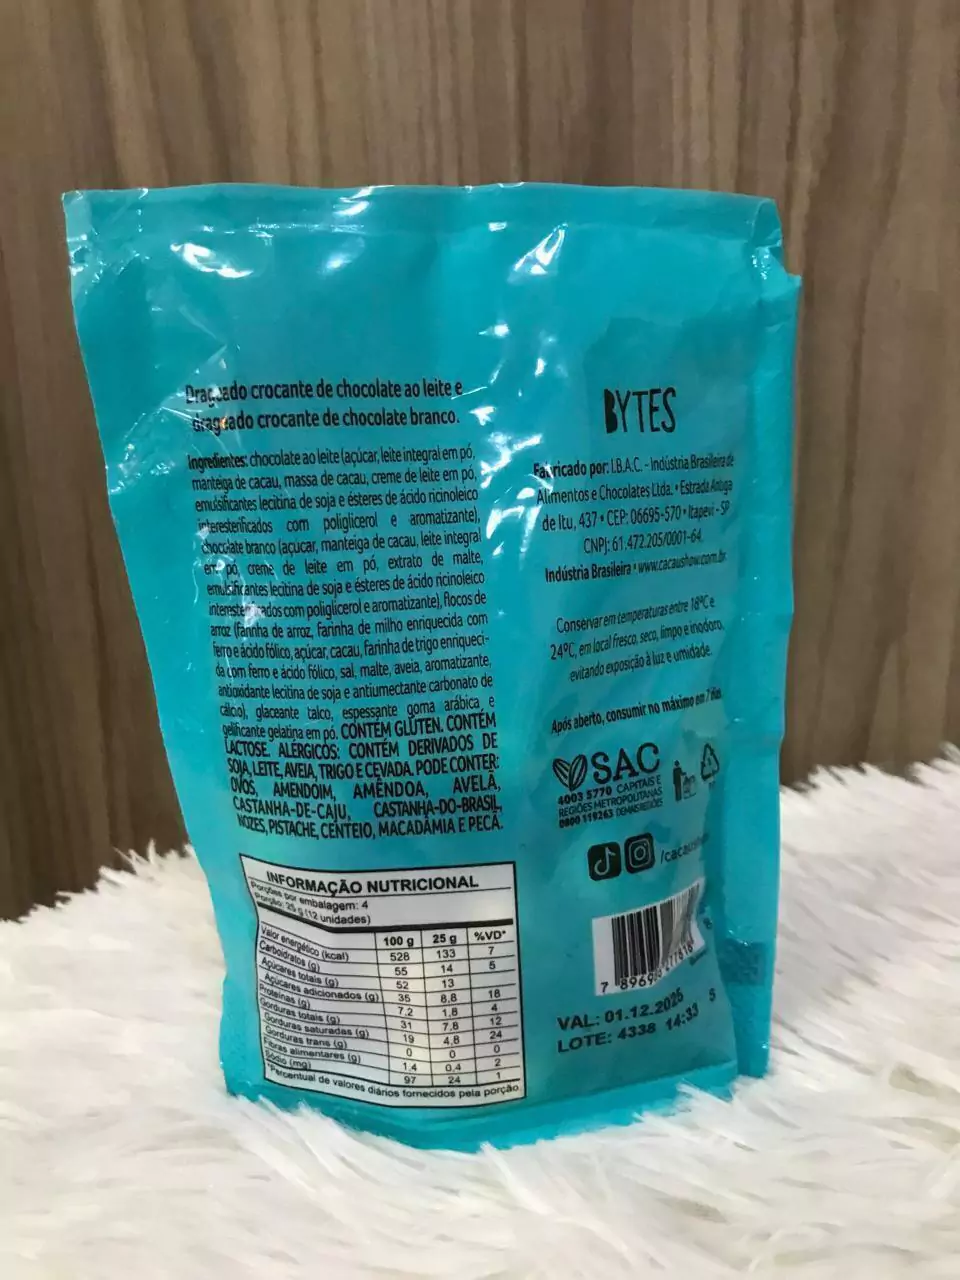 Drageado crocante de chocolate ao leite e
drageado crocante de chocolate branco.
Ingredientes: chocolate ao leite (açúcar, leite integral em pó,
manteiga de cacau, massa de cacau, creme de leite em pó,
emulsificantes lecitina de soja e ésteres de ácido ricinoleico
interesterificados com poliglicerol e aromatizante),
chocolate branco (açúcar, manteiga de cacau, leite integral
em pó, creme de leite em pó, extrato de malte,
emulsificantes lecitina de soja e ésteres de ácido ricinoleico
interesterificados com poliglicerol e aromatizante), flocos de
arroz (farinha de arroz, farinha de milho enriquecida com
ferro e ácido fólico, açúcar, cacau, farinha de trigo enriqueci-
da com ferro e ácido fólico, sal, malte, aveia, aromatizante,
antioxidante lecitina de soja e antiumectante carbonato de
cálcio), glaceante talco, espessante goma arábica e
gelificante gelatina em pó. CONTÉM GLÚTEN. CONTÉM
LACTOSE. ALÉRGICOS: CONTÉM DERIVADOS DE
SOJA, LEITE, AVEIA, TRIGO E CEVADA. PODE CONTER:
OVOS, AMENDOIM, AMÊNDOA, AVELÃ,
CASTANHA-DE-CAJU, CASTANHA-DO-BRASIL,
NOZES, PISTACHE, CENTEIO, MACADÂMIA E PECÃ.
INFORMAÇÃO NUTRICIONAL
Porções por embalagem: 4
Porção: 25 g (12 unidades)
100 g 25 g %VD*
Valor energético (kcal) 528 133 7
Carboidratos (g) 55 14 5
Açúcares totais (g) 52 13
Açúcares adicionados (g) 35 8,8 18
Proteínas (g) 7,2 1,8 4
Gorduras totais (g) 31 7,8 12
Gorduras saturadas (g) 19 4,8 24
Gorduras trans (g) 0 0 0
Fibras alimentares (g) 1,4 0,4 2
Sódio (mg) 97 24 1
*Percentual de valores diários fornecidos pela porção.
BYTES
Fabricado por: I.B.A.C. - Indústria Brasileira de
Alimentos e Chocolates Ltda. • Estrada Antiga
de Itu, 437 • CEP: 06695-570 • Itapevi - SP
CNPJ: 61.472.205/0001-64.
Indústria Brasileira • www.cacaushow.com.br
Conservar em temperaturas entre 18°C e
24°C, em local fresco, seco, limpo e inodoro,
evitando exposição à luz e umidade.
Após aberto, consumir no máximo em 7 dias
SAC
4003 5770 CAPITAIS E
REGIÕES METROPOLITANAS
0800 119263 DEMAIS REGIÕES
VAL: 01.12.2025
LOTE: 4338 14:33 5